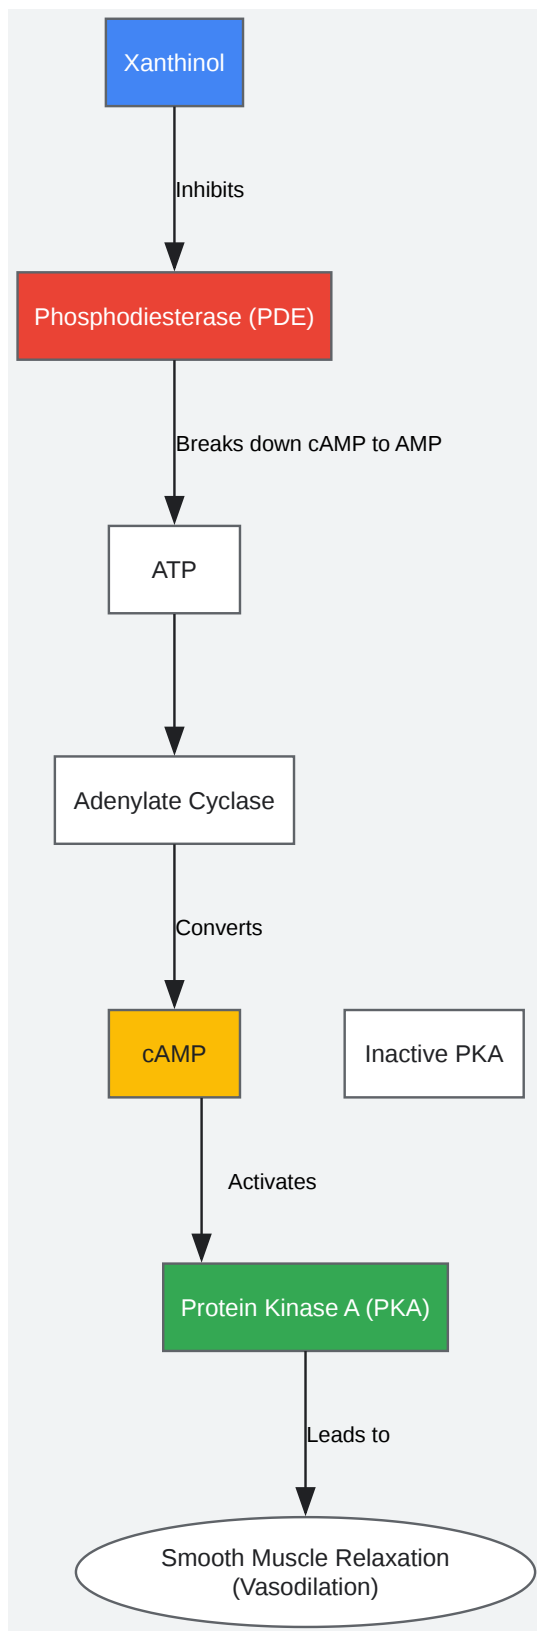 Xanthinol
Inhibits
Phosphodiesterase (PDE)
Breaks down cAMP to AMP
ATP
Adenylate Cyclase
Converts
cAMP
Inactive PKA
Activates
Protein Kinase A (PKA)
Leads to
Smooth Muscle Relaxation
(Vasodilation)